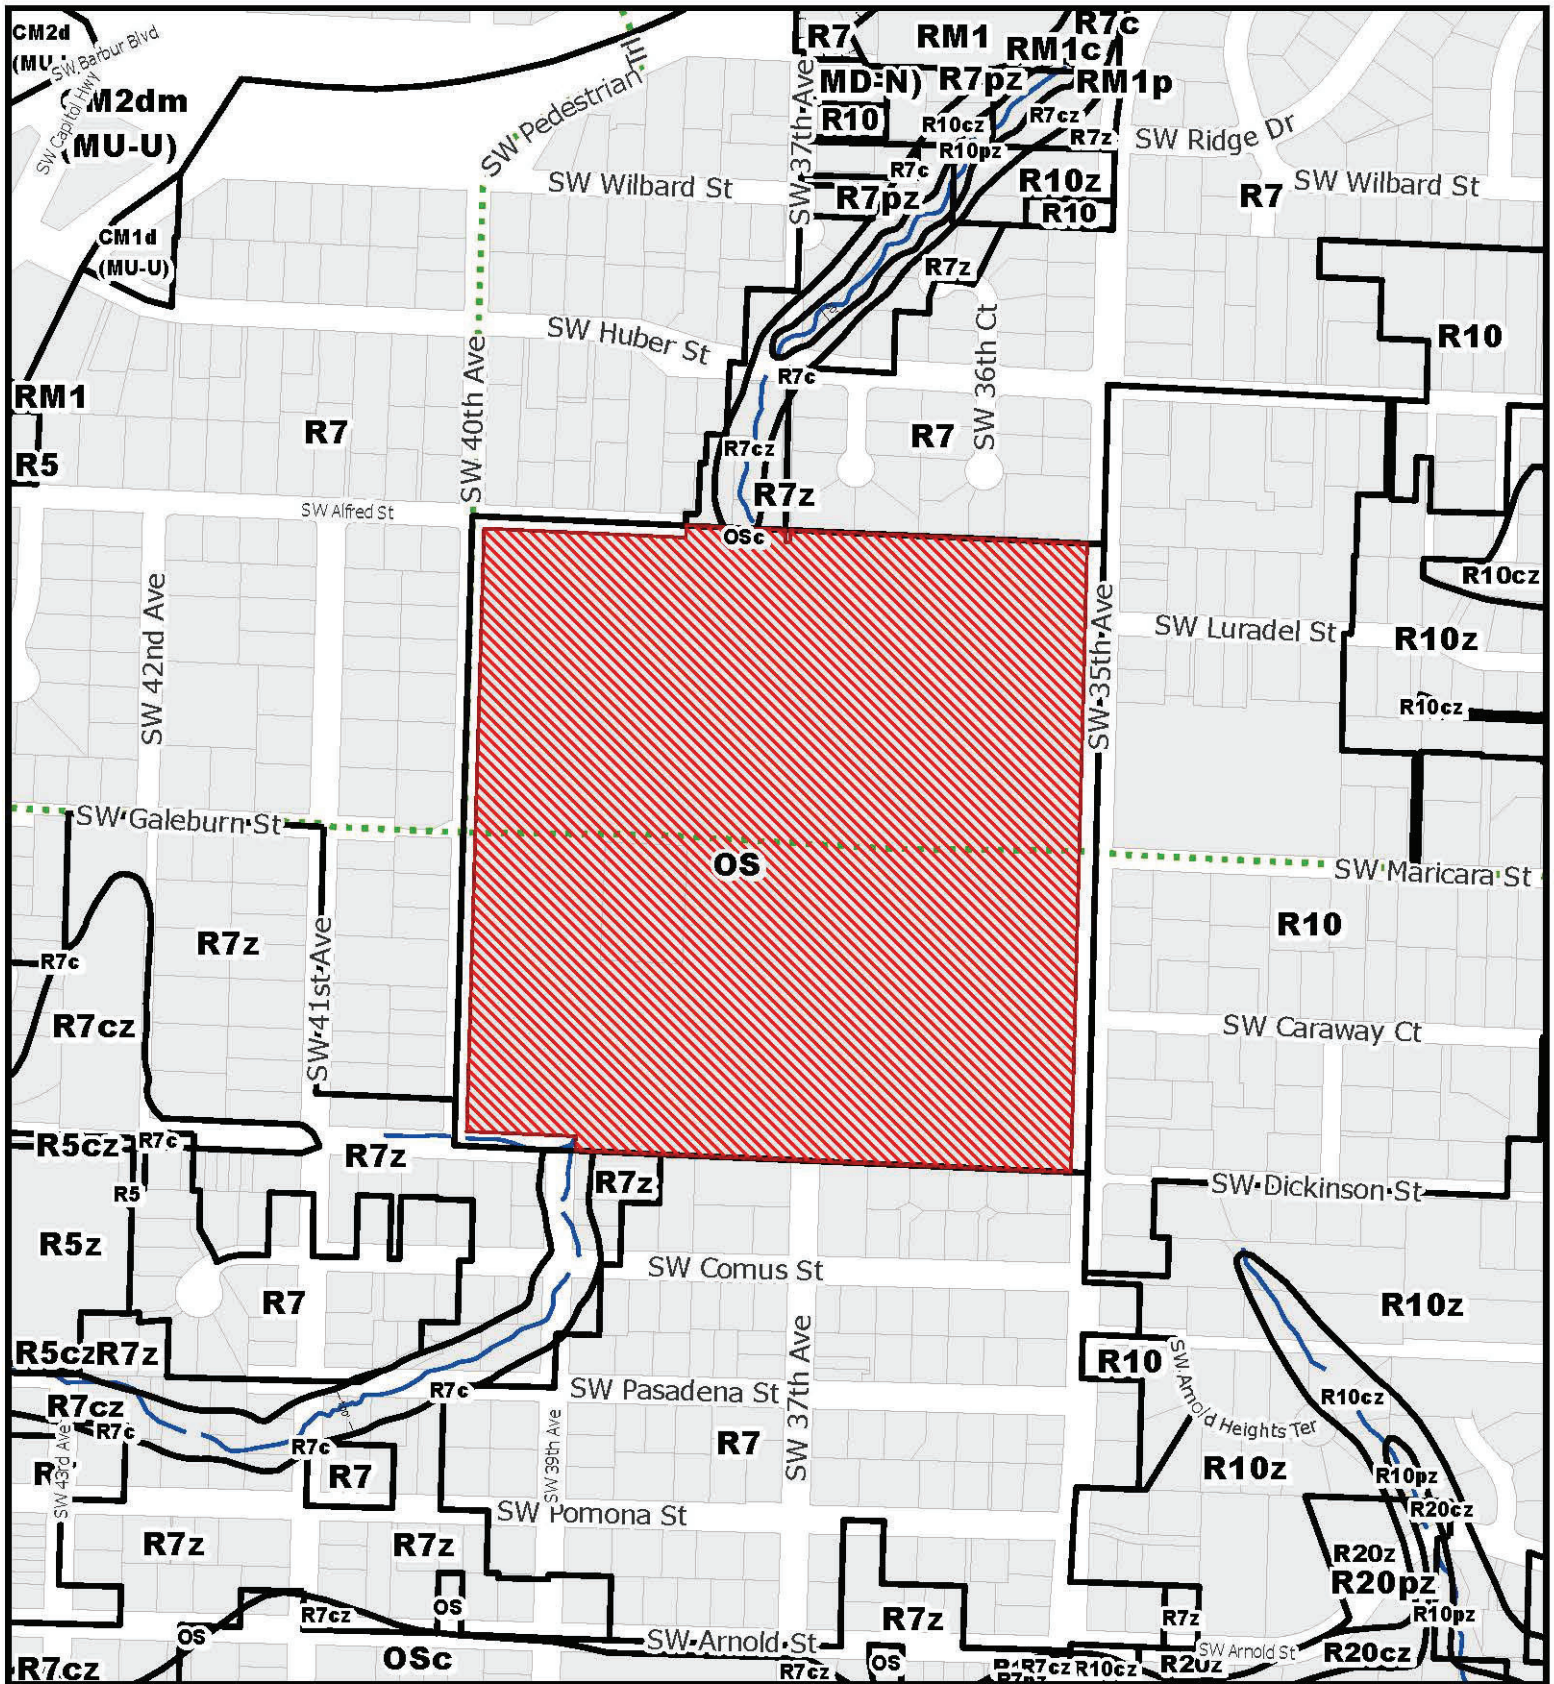 CM2d
R7
RM1
R7c
SW Barbur Blvd
RM1c
SW Capitol Hwy
CM2dm
(MU-U)
SW Pedestrian Trl
SW 37th Ave
MD-N)
R7pz
RM1p
R10
R10cz
R7cz
R7z
SW Ridge Dr
R10pz
R7c
R10z
SW Wilbard St
R7pz
R10
R7
SW Wilbard St
CM1d
(MU-U)
R7z
SW Huber St
SW 36th Ct
R10
R7c
RM1
R7
SW 40th Ave
R7
R7cz
R5
R7z
SW Alfred St
OSc
R10cz
SW 42nd Ave
SW 35th Ave
SW Luradel St
R10z
R10cz
SW Galeburn St
OS
SW Maricara St
R7z
R10
R7c
SW 41st Ave
R7cz
SW Caraway Ct
R5cz
R7c
R7z
R5
R7z
SW Dickinson St
R5z
SW Comus St
R7
R10z
R5cz
R7z
R10
SW Arnold Heights Ter
SW 37th Ave
R7c
SW Pasadena St
R10cz
R7cz
R7c
SW 43rd Ave
R7c
R7
SW 39th Ave
R7
R10z
R10pz
SW Pomona St
R20cz
R7z
R7z
R20z
R20pz
OS
R7cz
R7z
R7z
R10pz
OS
SW Arnold St
SW Arnold St
R20cz
R7cz
OSc
R7cz
OS
R7cz
R10cz
R20z
R7pz